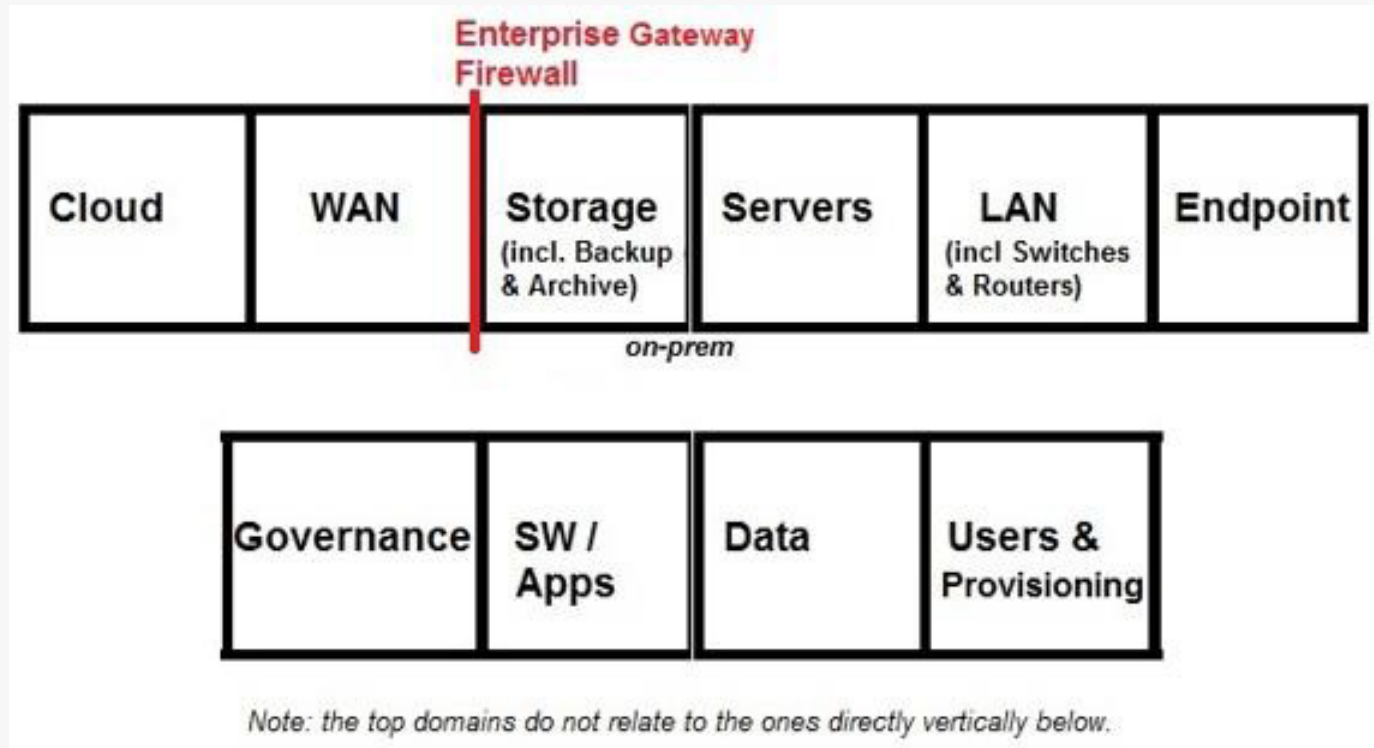 Enterprise Gateway
Firewall
Cloud
WAN
Storage
(incl. Backup
& Archive)
Servers
LAN
(incl Switches
& Routers)
Endpoint
on-prem
Governance
SW /
Apps
Data
Users &
Provisioning
Note: the top domains do not relate to the ones directly vertically below.